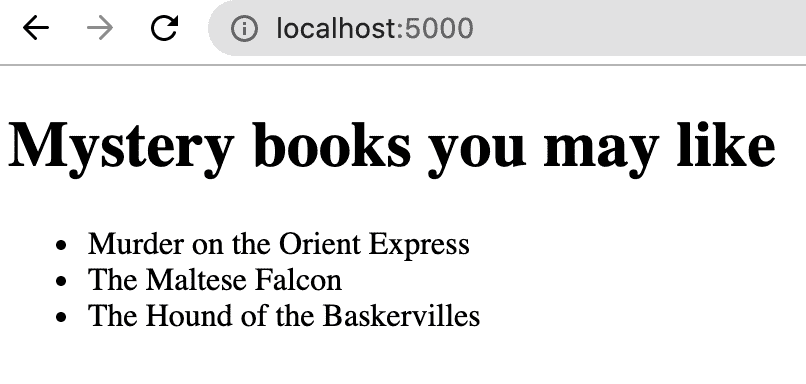 localhost:5000
Mystery books you may like
Murder on the Orient Express
The Maltese Falcon
The Hound of the Baskervilles